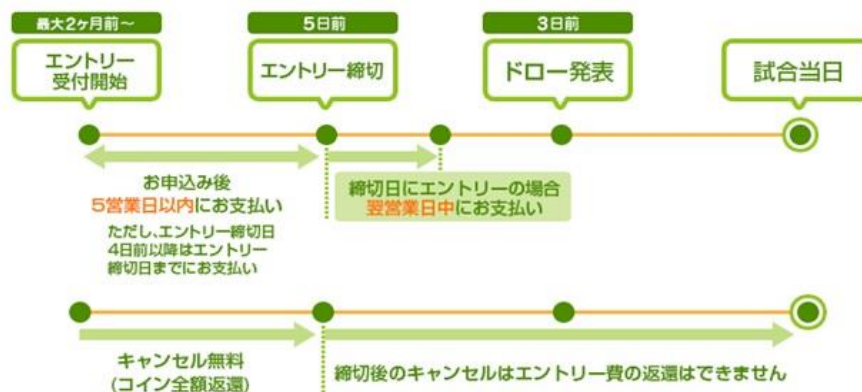 最大2ヶ月前～
5日前
3日前
エントリー
受付開始
エントリー締切
ドロー発表
試合当日
お申込み後
5営業日以内にお支払い
ただし、エントリー締切日
4日前以降はエントリー
締切日までにお支払い
締切日にエントリーの場合
翌営業日中にお支払い
キャンセル無料
(コイン全額返還)
締切後のキャンセルはエントリー費の返還はできません